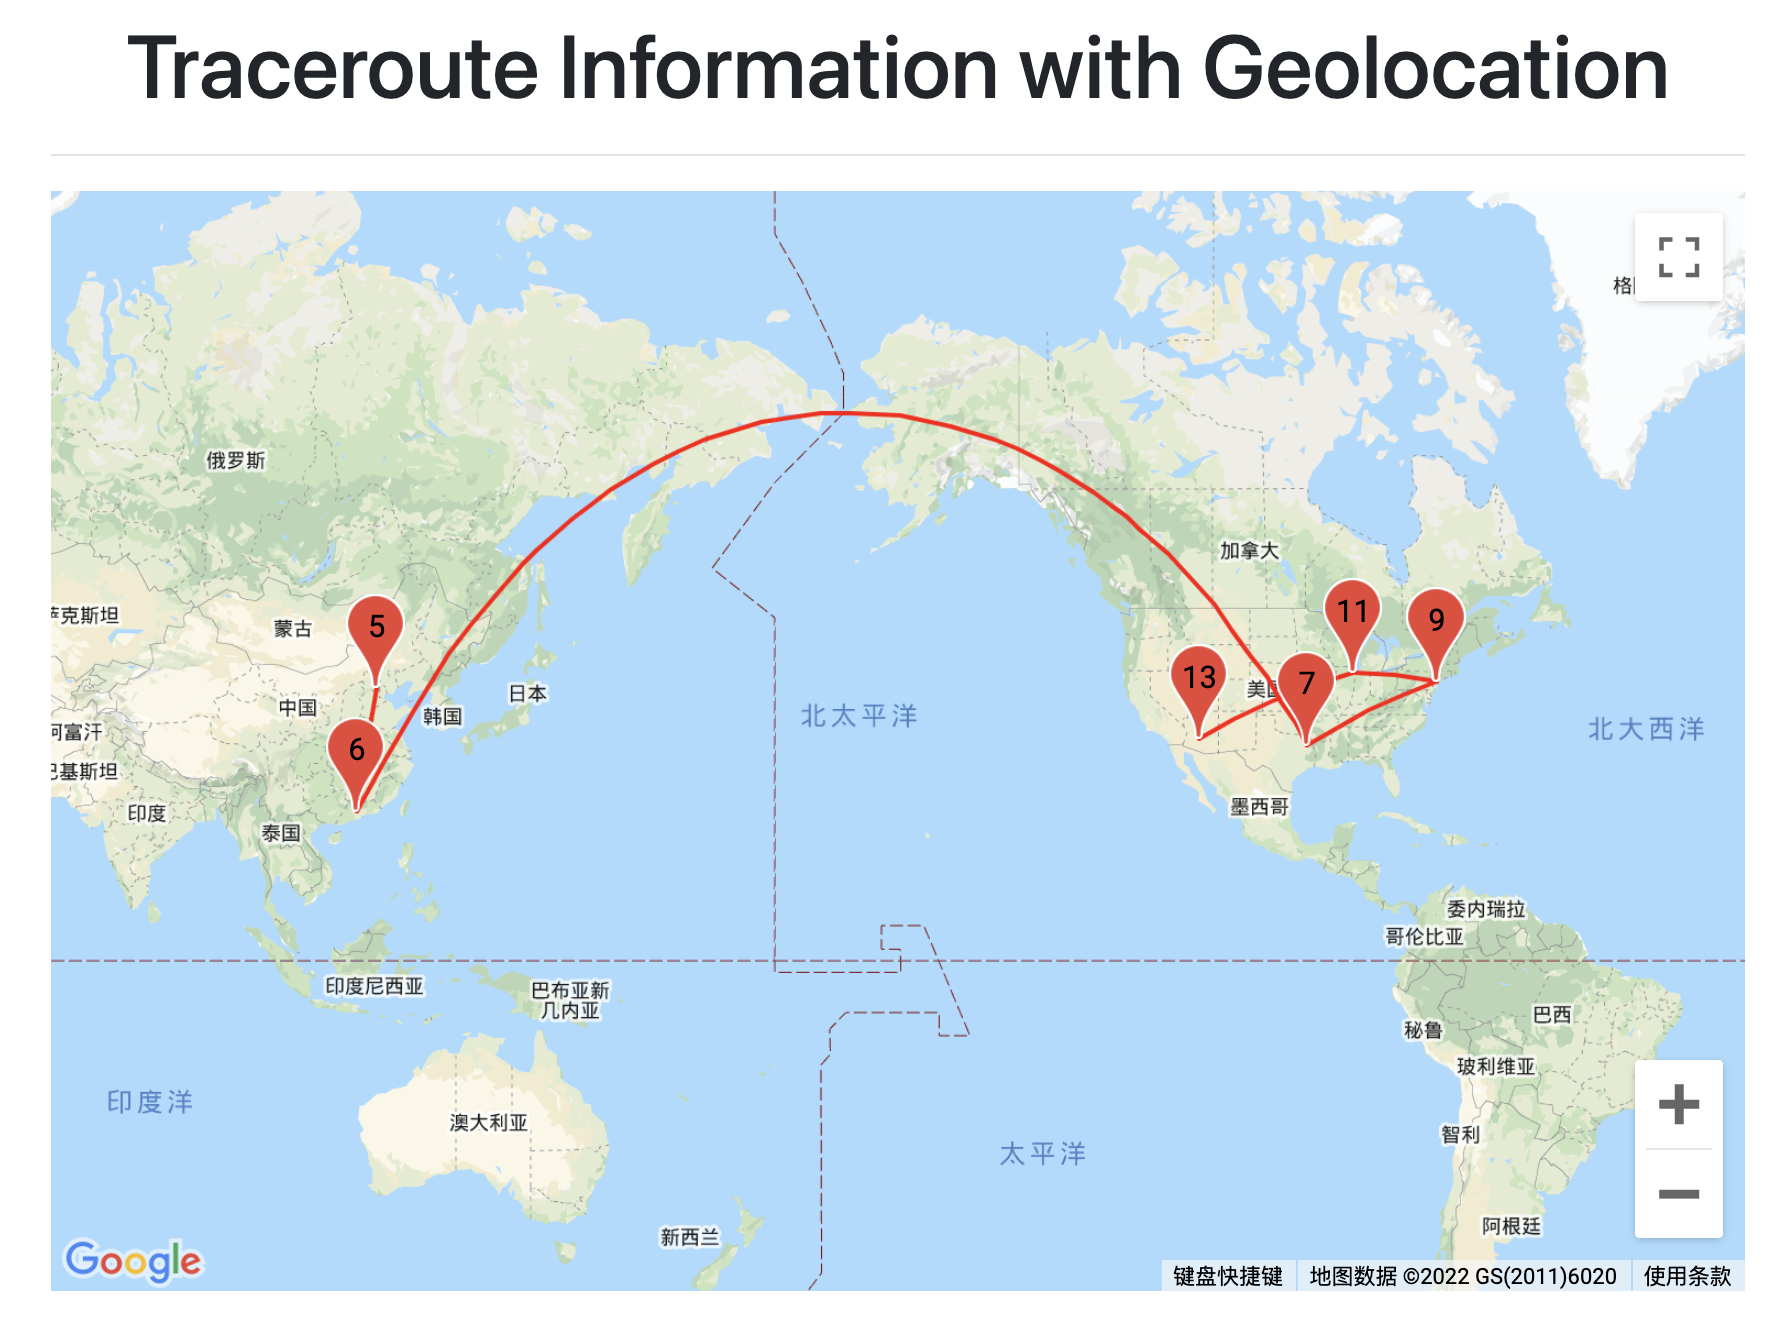 Traceroute Information with Geolocation
俄罗斯
加拿大
蒙古
中国
韩国
日本
印度
泰国
北太平洋
北大西洋
墨西哥
5
6
13
7
11
9
委内瑞拉
哥伦比亚
印度尼西亚
巴布亚新
几内亚
巴西
秘鲁
玻利维亚
印度洋
澳大利亚
太平洋
智利
新西兰
阿根廷
Google
键盘快捷键
地图数据 ©2022 GS(2011)6020
使用条款
克斯坦
阿富汗
巴基斯坦
美
格